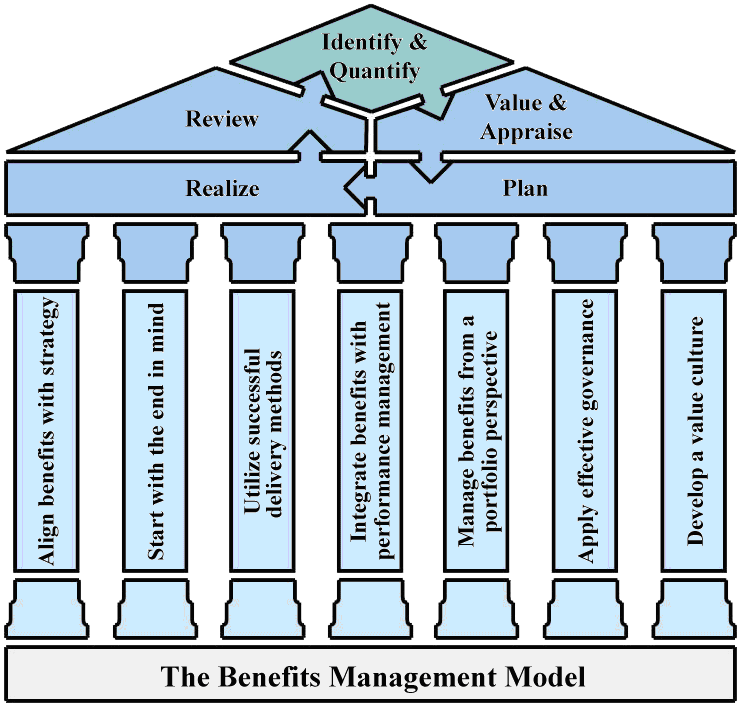 Identify &
Quantify
Review
Value &
Appraise
Realize
Plan
Align benefits with strategy
Start with the end in mind
Utilize successful
delivery methods
Integrate benefits with
performance management
Manage benefits from a
portfolio perspective
Apply effective governance
Develop a value culture
The Benefits Management Model